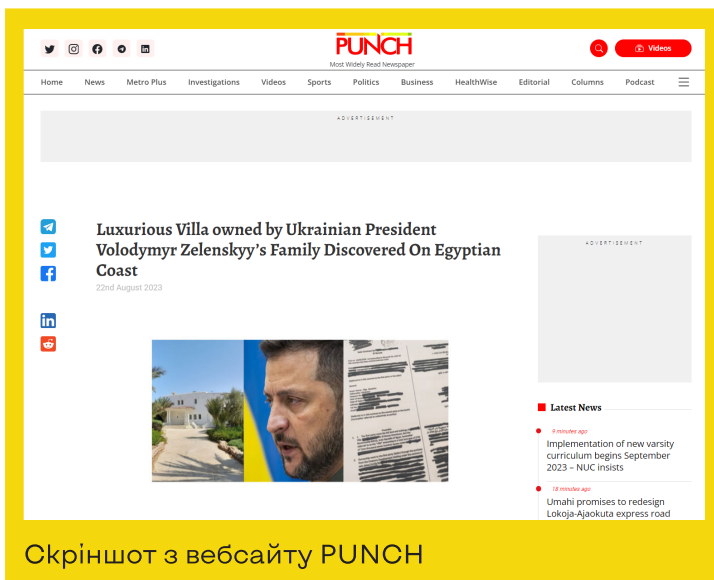 PUNCH
Most Widely Read Newspaper
Videos
Home News Metro Plus Investigations Videos Sports Politics Business HealthWise Editorial Columns Podcast
ADVERTISEMENT
Luxurious Villa owned by Ukrainian President
Volodymyr Zelenskyy's Family Discovered On Egyptian
Coast
22nd August 2023
ADVERTISEMENT
Latest News
9 minutes ago
Implementation of new varsity
curriculum begins September
2023 – NUC insists
18 minutes ago
Umahi promises to redesign
Lokoja-Ajaokuta express road
Скріншот з вебсайту PUNCH